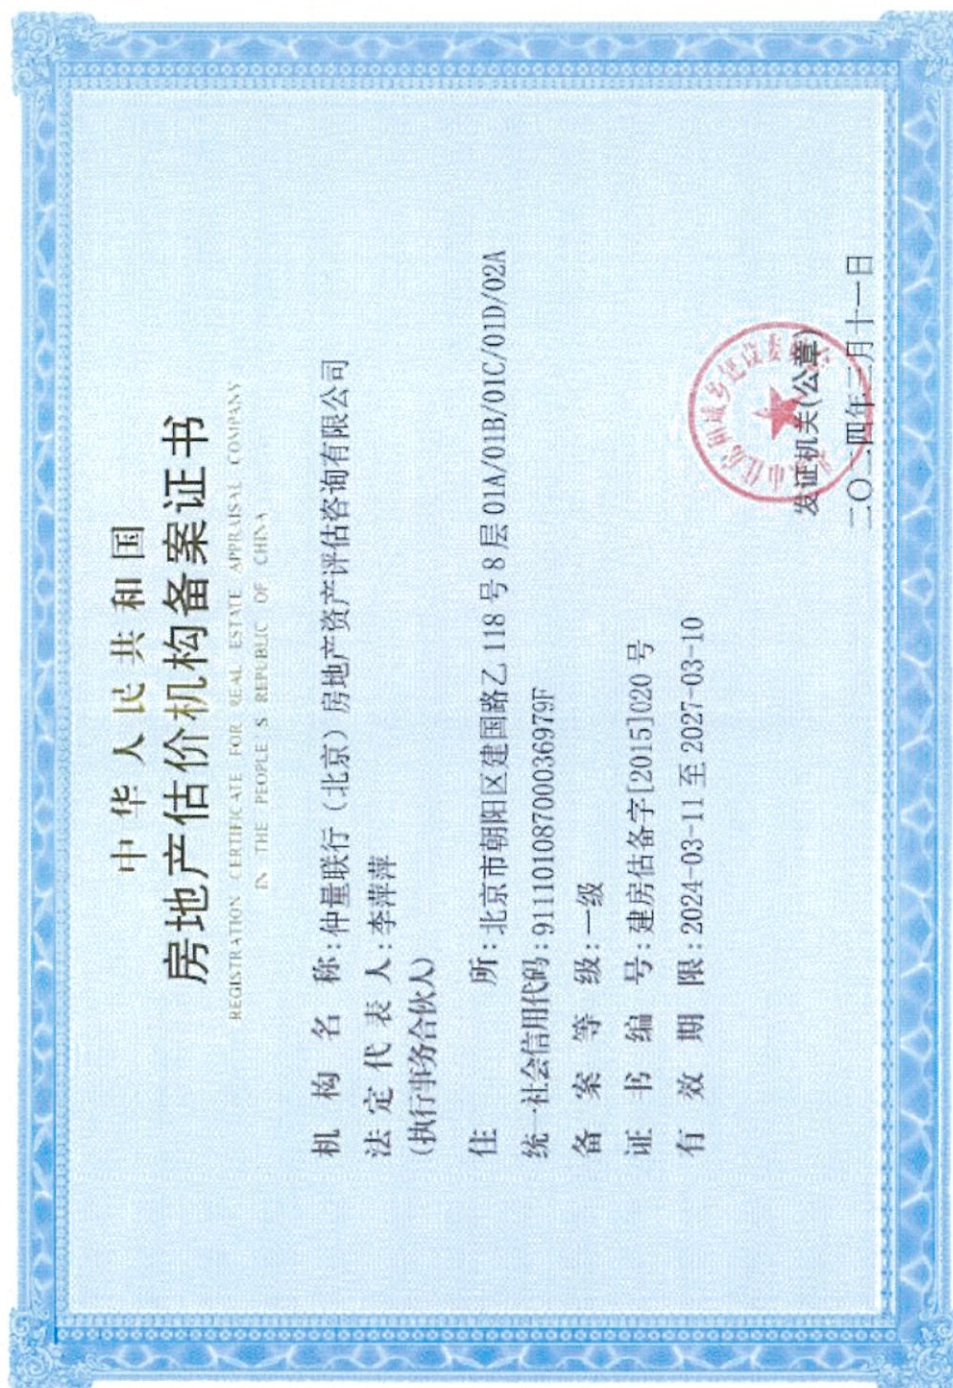 中华人民共和国
房地产估价机构备案证书
REGISTRATION CERTIFICATE FOR REAL ESTATE APPRAISAL COMPANY
IN THE PEOPLE'S REPUBLIC OF CHINA
机构名称：仲量联行（北京）房地产资产评估咨询有限公司
法定代表人：李萍萍
(执行事务合伙人)
住所：北京市朝阳区建国路乙118号8层01A/01B/01C/01D/02A
统一社会信用代码：91110108700036979F
备案等级：一级
证书编号：建房估备字[2015]020号
有效期限：2024-03-11至2027-03-10
发证机关(公章)
二〇二四年三月十一日